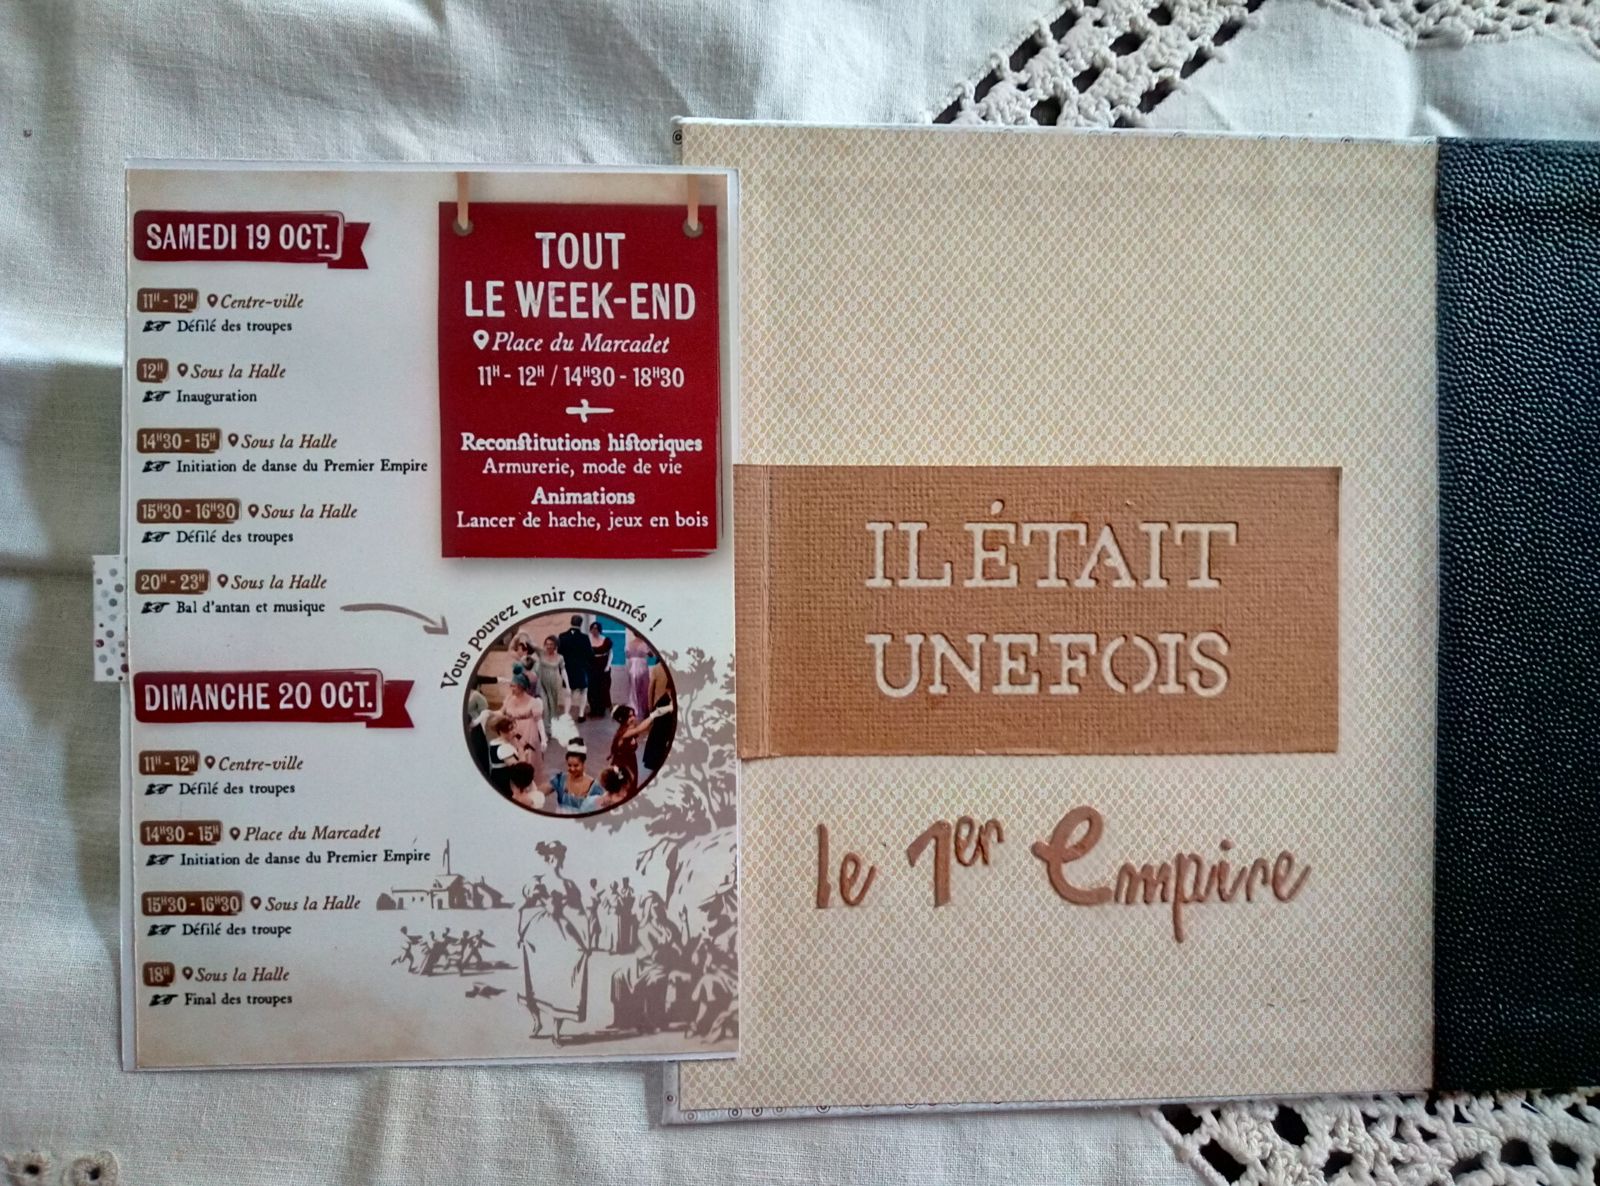 SAMEDI 19 OCT.
11H - 12H Centre-ville
Défilé des troupes
12H Sous la Halle
Inauguration
14H30 - 15H Sous la Halle
Initiation de danse du Premier Empire
15H30 - 16H30 Sous la Halle
Défilé des troupes
20H - 23H Sous la Halle
Bal d'antan et musique
Vous pouvez venir costumés !
DIMANCHE 20 OCT.
11H - 12H Centre-ville
Défilé des troupes
14H30 - 15H Place du Marcadet
Initiation de danse du Premier Empire
15H30 - 16H30 Sous la Halle
Défilé des troupe
18H Sous la Halle
Final des troupes
TOUT
LE WEEK-END
Place du Marcadet
11H - 12H / 14H30 - 18H30
Reconstitutions historiques
Armurerie, mode de vie
Animations
Lancer de hache, jeux en bois
IL ÉTAIT
UNE FOIS
le 1er Empire